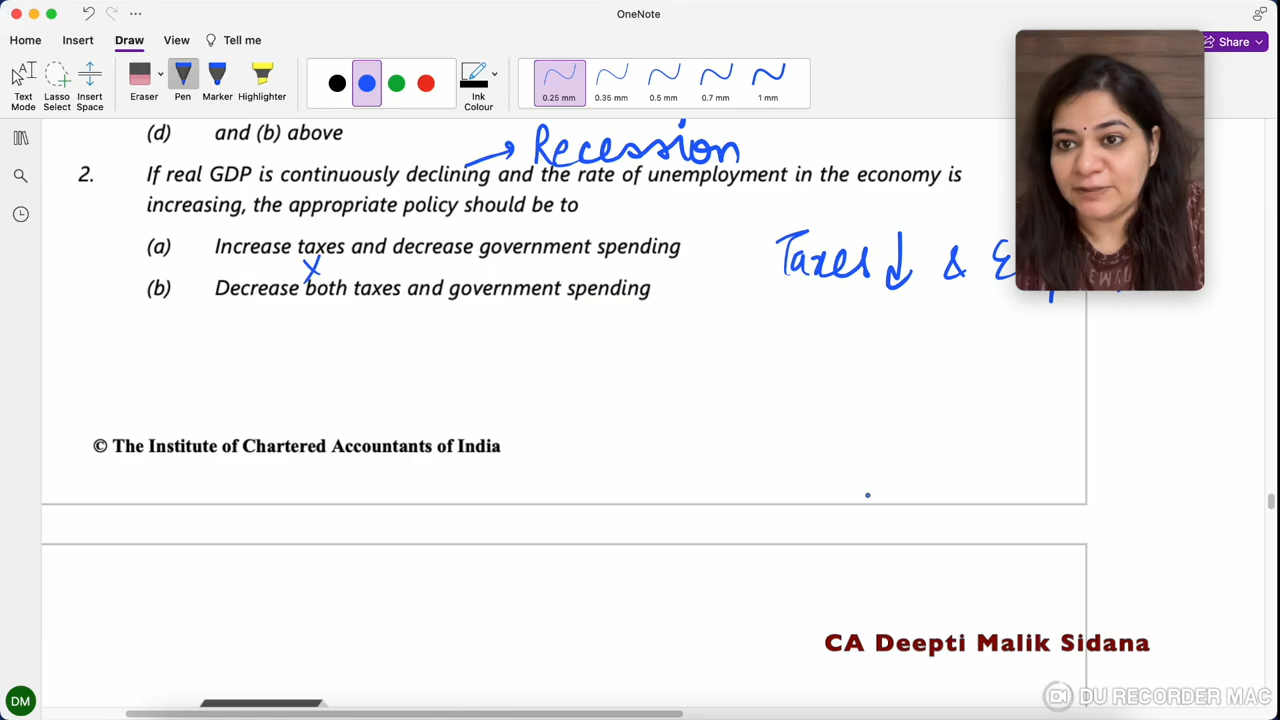 OneNote
Home Insert Draw View Tell me Share
Text Mode Lasso Select Insert Space Eraser Pen Marker Highlighter Ink Colour 0.25 mm 0.35 mm 0.5 mm 0.7 mm 1 mm
(d) and (b) above
Recession
2. If real GDP is continuously declining and the rate of unemployment in the economy is
increasing, the appropriate policy should be to
(a) Increase taxes and decrease government spending
X
Taxes ↓ &
(b) Decrease both taxes and government spending
© The Institute of Chartered Accountants of India
CA Deepti Malik Sidana
DM
DU RECORDER MAC